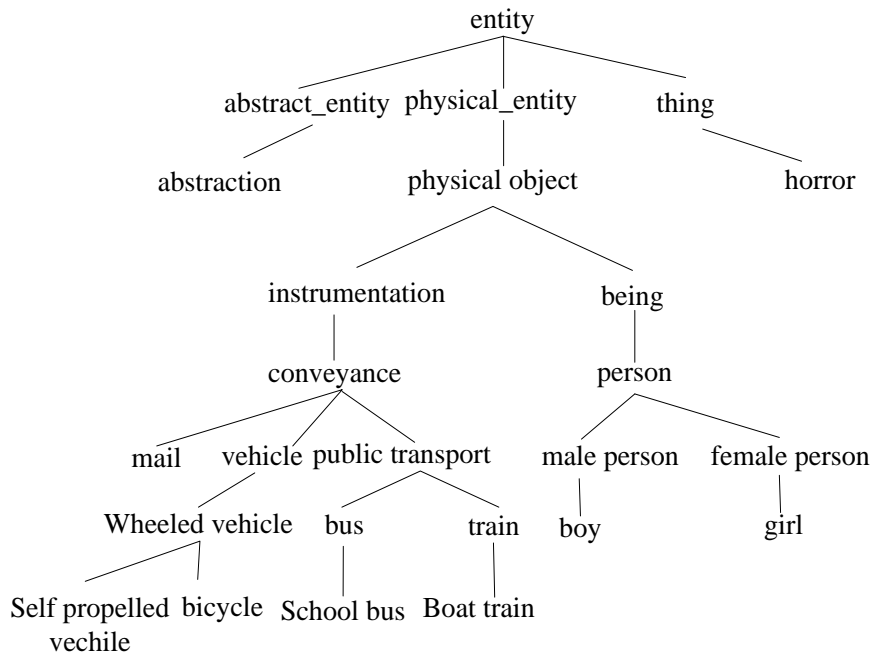 entity
abstract_entity physical_entity thing
abstraction physical object horror
instrumentation being
conveyance person
mail vehicle public transport male person female person
Wheeled vehicle bus train boy girl
Self propelled bicycle School bus Boat train
vechile